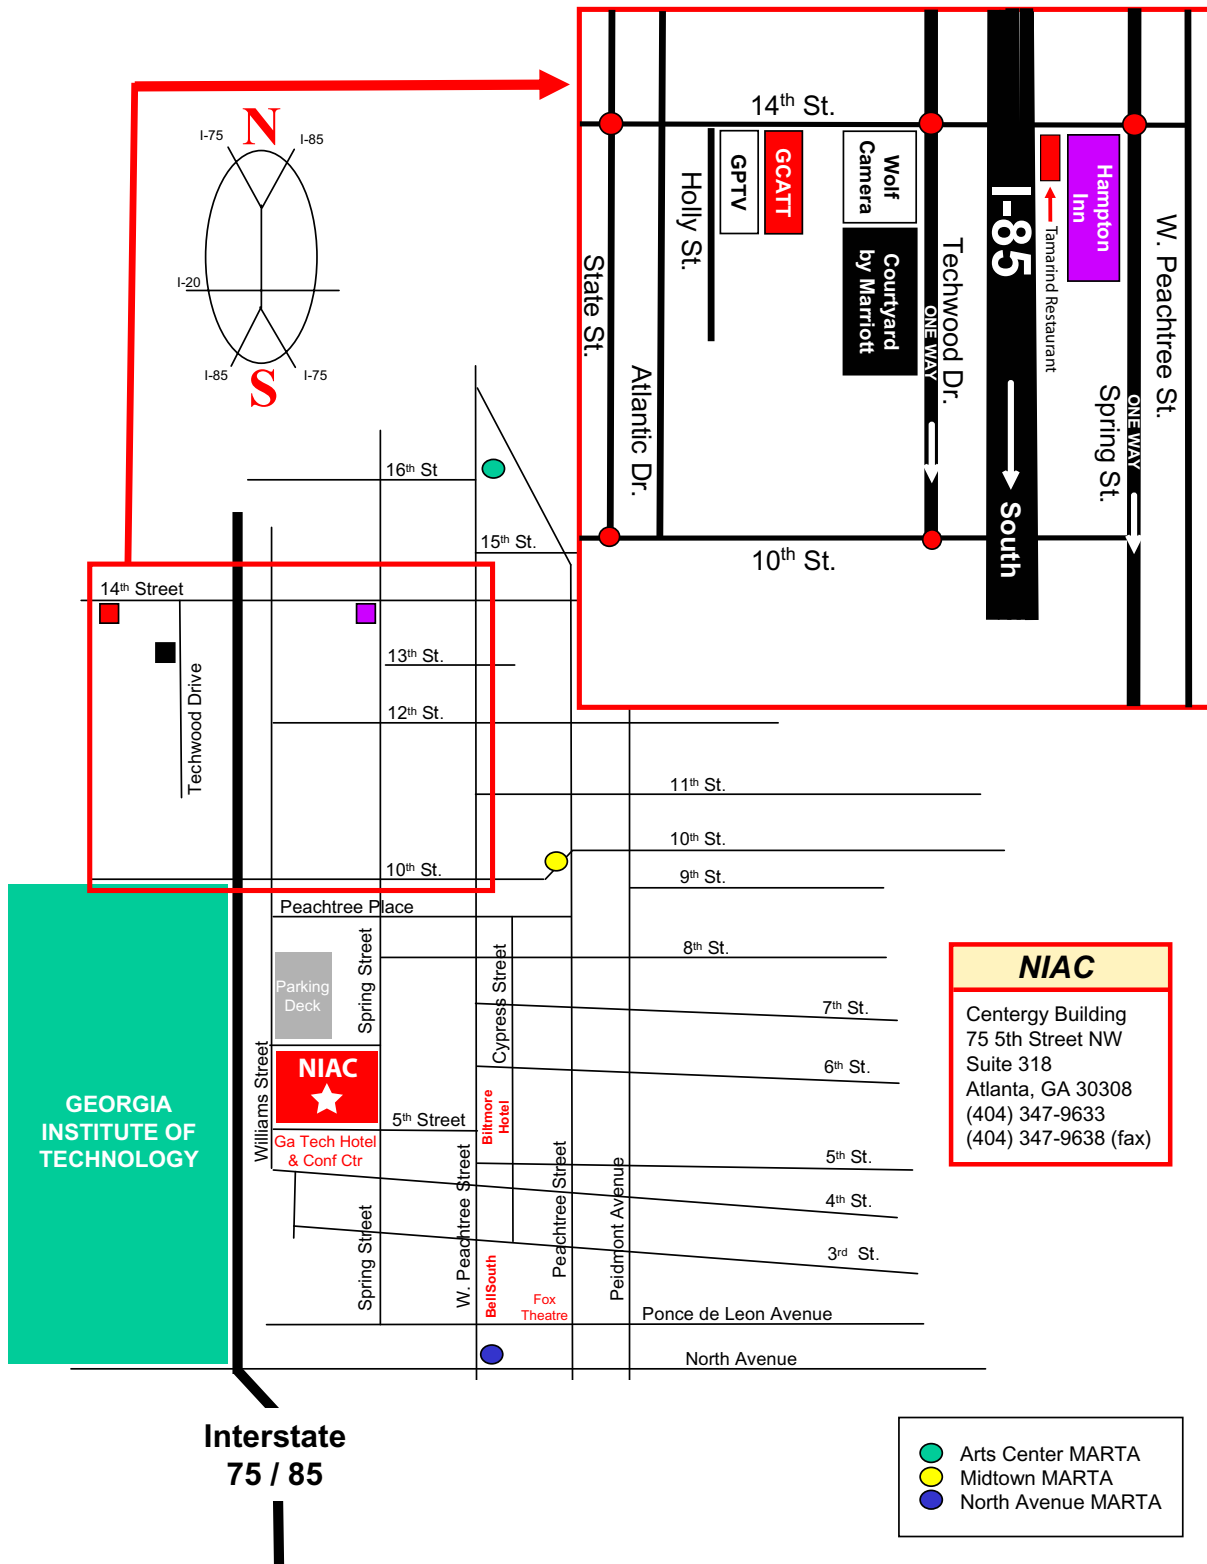 N
I-75
I-85
I-20
I-85
I-75
S
14th St.
GPTV
GCATT
Wolf
Camera
Courtyard
by Marriott
Holly St.
State St.
Atlantic Dr.
Techwood Dr.
ONE WAY
I-85
South
Tamarind Restaurant
Hampton
Inn
Spring St.
ONE WAY
W. Peachtree St.
10th St.
16th St
15th St.
14th Street
13th St.
12th St.
Techwood Drive
11th St.
10th St.
10th St.
9th St.
Peachtree Place
8th St.
Parking
Deck
Spring Street
Cypress Street
7th St.
NIAC
Williams Street
6th St.
Biltmore
Hotel
5th Street
Ga Tech Hotel
& Conf Ctr
5th St.
4th St.
3rd St.
Spring Street
W. Peachtree Street
Peachtree Street
Peidmont Avenue
BellSouth
Fox
Theatre
Ponce de Leon Avenue
North Avenue
GEORGIA
INSTITUTE OF
TECHNOLOGY
NIAC
Centergy Building
75 5th Street NW
Suite 318
Atlanta, GA 30308
(404) 347-9633
(404) 347-9638 (fax)
Interstate
75 / 85
Arts Center MARTA
Midtown MARTA
North Avenue MARTA